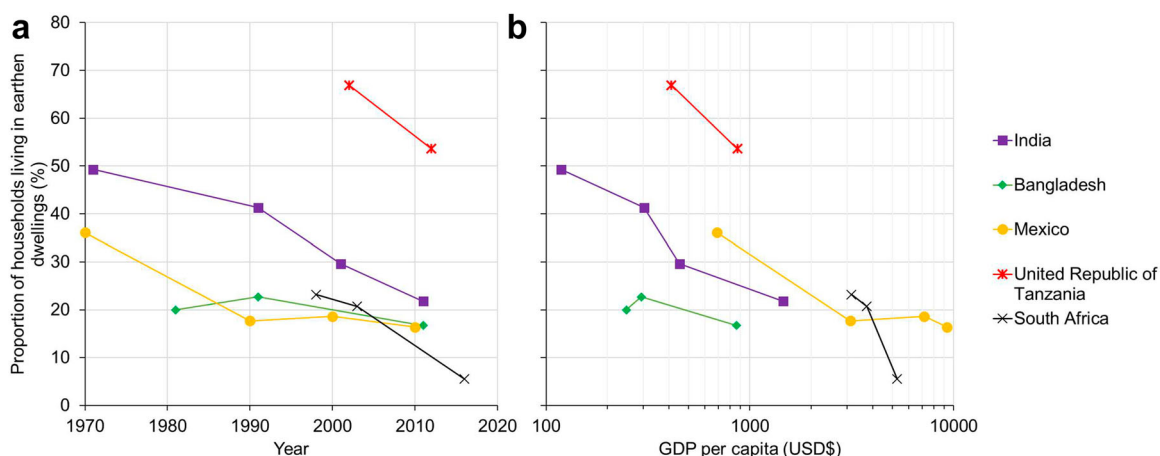 a
80
70
60
50
40
30
20
10
0
Proportion of households living in earthen
dwellings (%)
1970 1980 1990 2000 2010 2020
Year
b
100 1000 10000
GDP per capita (USD$)
India
Bangladesh
Mexico
United Republic of
Tanzania
South Africa